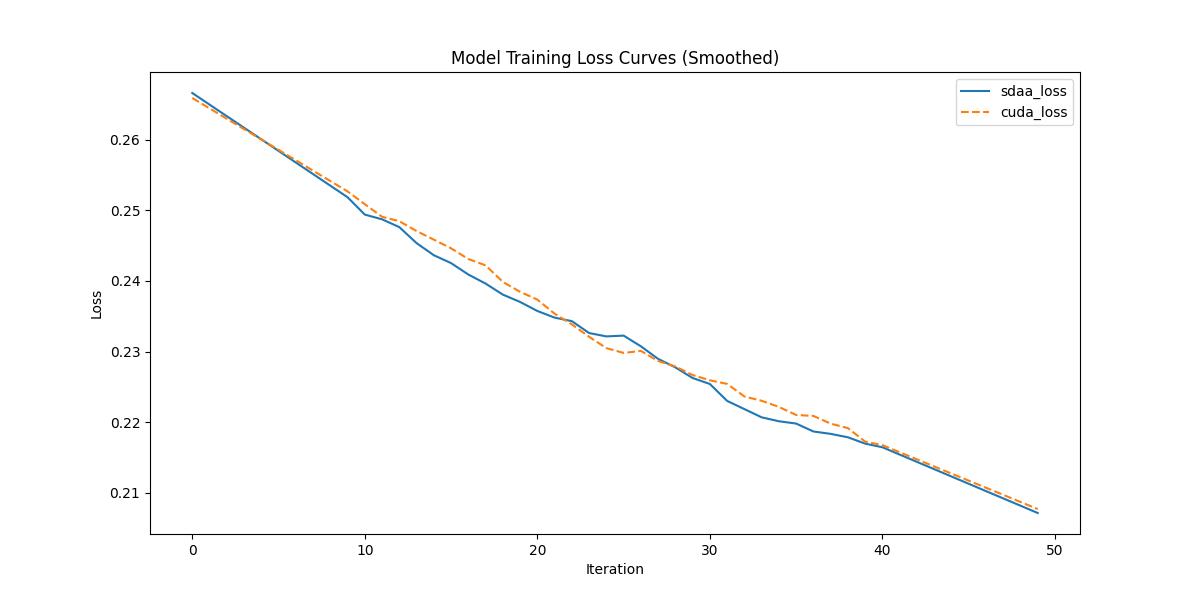 Model Training Loss Curves (Smoothed)
sdaa_loss
cuda_loss
Loss
0.26
0.25
0.24
0.23
0.22
0.21
0 10 20 30 40 50
Iteration